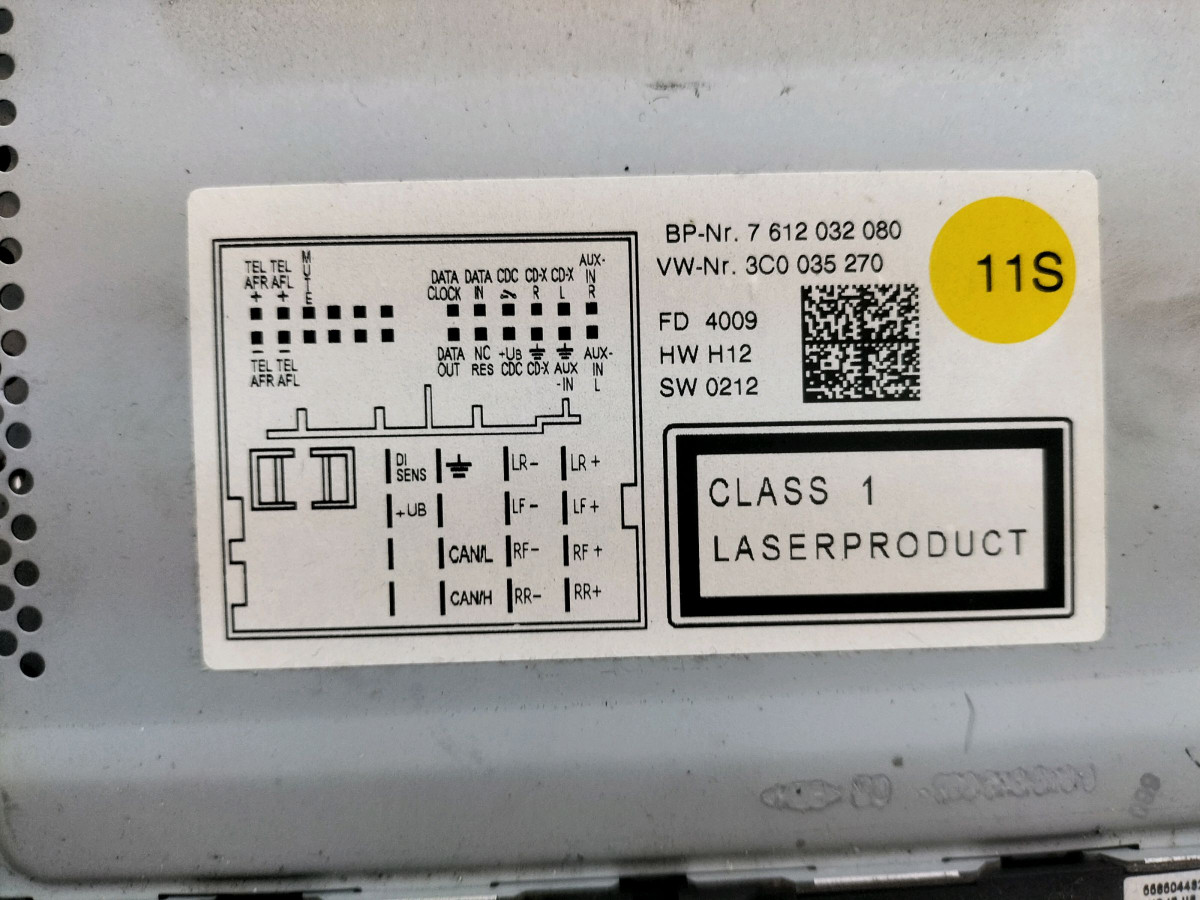 BP-Nr. 7 612 032 080
VW-Nr. 3C0 035 270
11S
FD 4009
HW H12
SW 0212
CLASS 1
LASERPRODUCT
TEL TEL MUTE
AFR AFL
+ +
- -
TEL TEL
AFR AFL
DATA DATA CDC CD-X CD-X AUX-
CLOCK IN R L IN
R
DATA NC +UB AUX-
OUT RES CDC CD-X AUX IN
-IN L
DI SENS LR- LR+
+UB LF- LF+
CAN/L RF- RF+
CAN/H RR- RR+